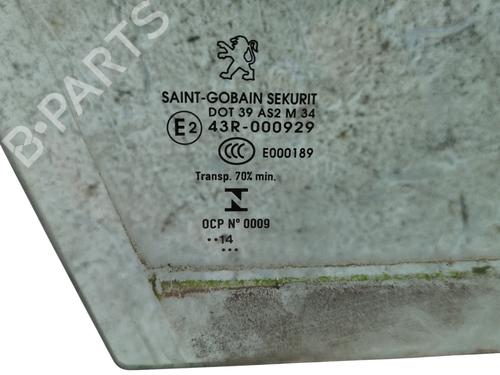 B-PARTS
SAINT-GOBAIN SEKURIT
DOT 39 AS2 M 34
E2 43R-000929
CCC E000189
Transp. 70% min.
N
OCP Nº 0009
••14
•••